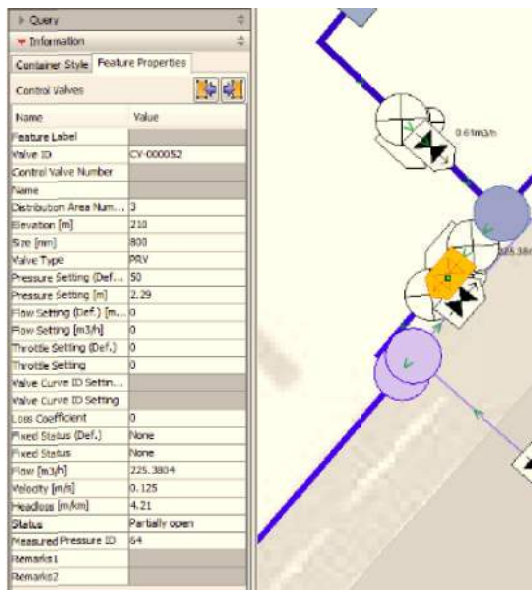 Query
Information
Container Style Feature Properties
Control Valves
Name Value
Feature Label
Valve ID CV-000052
Control Valve Number
Name
Distribution Area Num... 3
Elevation [m] 210
Size [mm] 800
Valve Type PRV
Pressure Setting (Def... 50
Pressure Setting [m] 2.29
Flow Setting (Def.) [m... 0
Flow Setting [m3/h] 0
Throttle Setting (Def.) 0
Throttle Setting 0
Valve Curve ID Settin...
Valve Curve ID Setting
Loss Coefficient 0
Fixed Status (Def.) None
Fixed Status None
Flow [m3/h] 225.3804
Velocity [m/s] 0.125
Headloss [m/km] 4.21
Status Partially open
Measured Pressure ID 64
Remarks1
Remarks2
0.61m3/h
225.38m